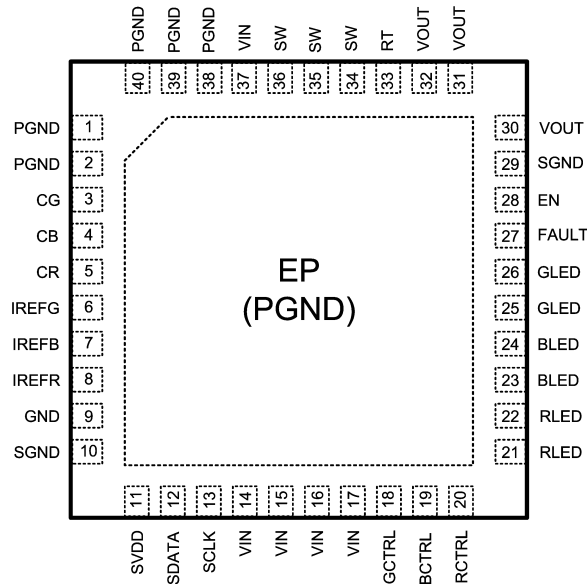 PGND PGND PGND VIN SW SW SW RT VOUT VOUT
40 39 38 37 36 35 34 33 32 31
PGND 1
PGND 2
CG 3
CB 4
CR 5
IREFG 6
IREFB 7
IREFR 8
GND 9
SGND 10
EP
(PGND)
30 VOUT
29 SGND
28 EN
27 FAULT
26 GLED
25 GLED
24 BLED
23 BLED
22 RLED
21 RLED
11 12 13 14 15 16 17 18 19 20
SVDD SDATA SCLK VIN VIN VIN VIN GCTRL BCTRL RCTRL